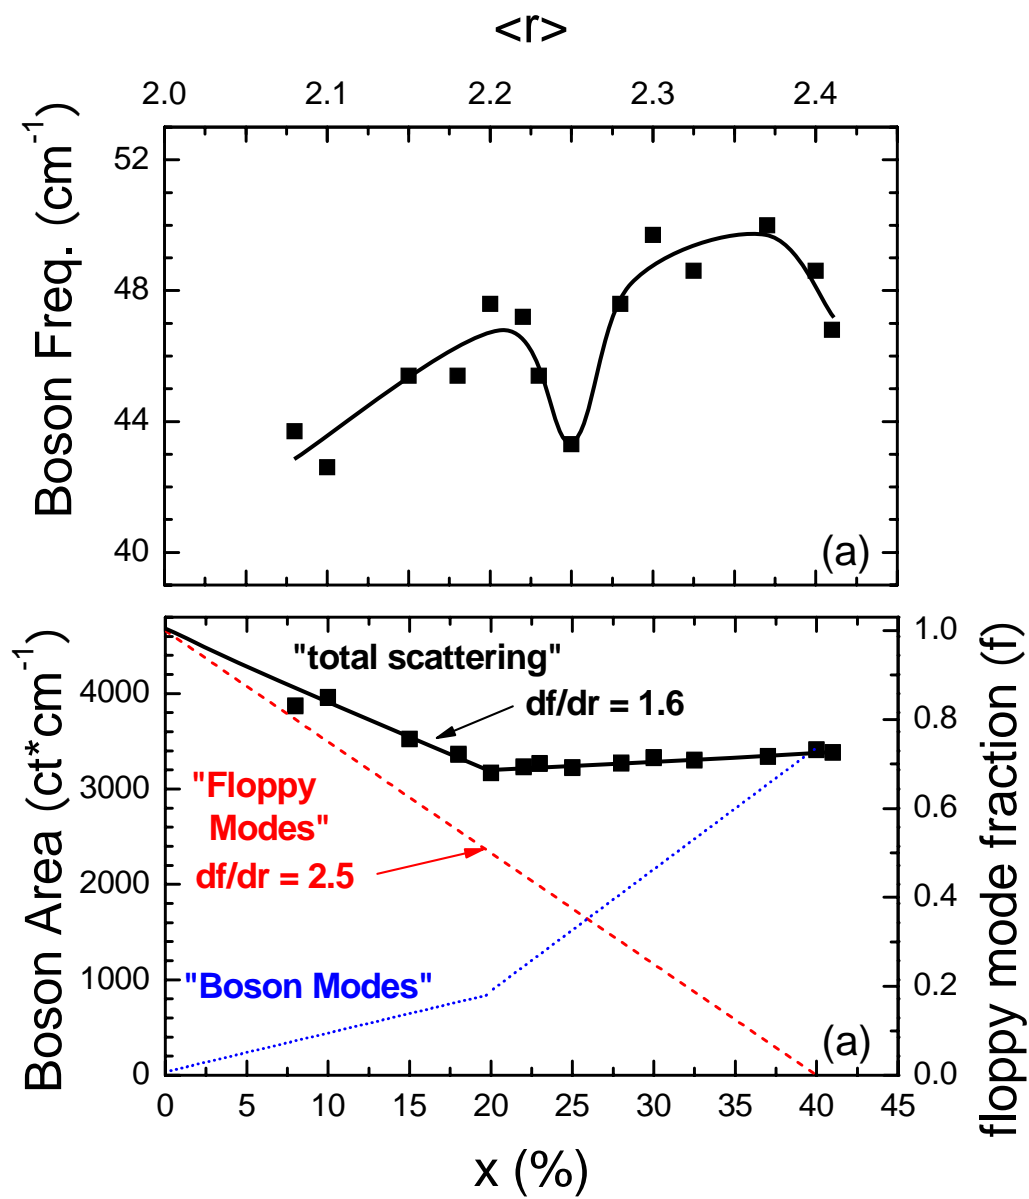 <r>
2.0 2.1 2.2 2.3 2.4
Boson Freq. (cm-1)
52
48
44
40
(a)
Boson Area (ct*cm-1)
4000
3000
2000
1000
0
"total scattering"
df/dr = 1.6
"Floppy
Modes"
df/dr = 2.5
"Boson Modes"
(a)
1.0
0.8
0.6
0.4
0.2
0.0
floppy mode fraction (f)
0 5 10 15 20 25 30 35 40 45
x (%)